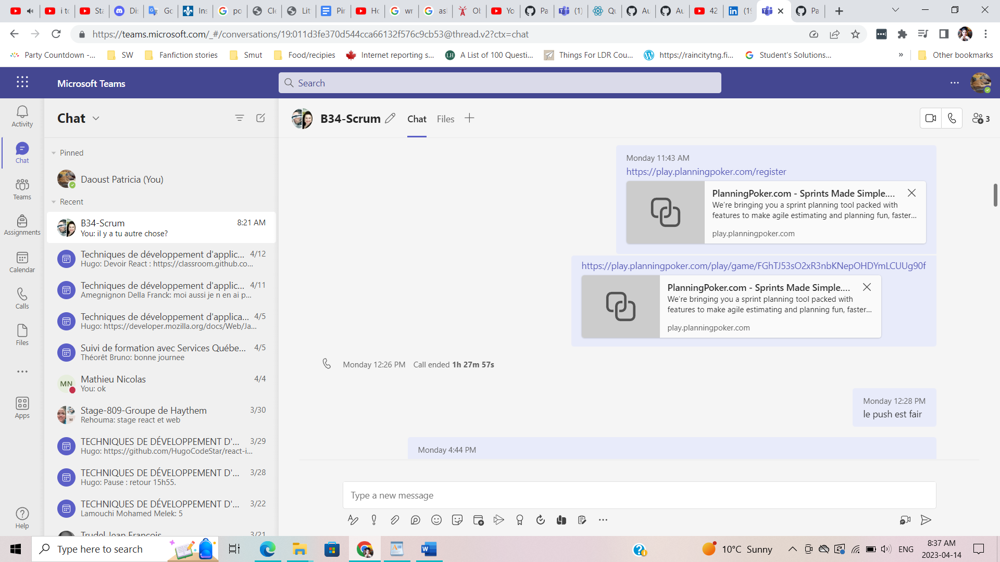 i to
Sta
Dis
Go
Ins
po
Cle
Lit
Pir
Ho
wr
as
Ol
Yo
Pa
(1)
Qu
Au
Au
42
(19
Pa
https://teams.microsoft.com/_#/conversations/19:011d3fe370d544cca66132f576c9cb53@thread.v2?ctx=chat
Party Countdown -...
SW
Fanfiction stories
Smut
Food/recipies
Internet reporting s...
A List of 100 Questi...
Things For LDR Cou...
https://raincitytng.fi...
Student's Solutions...
»
Other bookmarks
Microsoft Teams
Search
Activity
Chat
Teams
Assignments
Calendar
Calls
Files
Apps
Help
Chat
Pinned
Daoust Patricia (You)
Recent
B34-Scrum 8:21 AM
You: il y a tu autre chose?
Techniques de développement d'applic... 4/12
Hugo: Devoir React : https://classroom.github.co...
Techniques de développement d'applic... 4/11
Amegnignon Della Franck: moi aussi je n en ai p...
Techniques de développement d'applica... 4/5
Hugo: https://developer.mozilla.org/docs/Web/Ja...
Suivi de formation avec Services Québe... 4/5
Théorêt Bruno: bonne journee
MN
Mathieu Nicolas 4/4
You: ok
M
Stage-809-Groupe de Haythem 3/30
Rehouma: stage react et web
TECHNIQUES DE DÉVELOPPEMENT D'... 3/29
Hugo: https://github.com/HugoCodeStar/react-i...
TECHNIQUES DE DÉVELOPPEMENT D'... 3/28
Hugo: Pause : retour 15h55.
TECHNIQUES DE DÉVELOPPEMENT D'... 3/22
Lamouchi Mohamed Melek: 5
Trudel Jean François 3/21
B34-Scrum
Chat
Files
3
Monday 11:43 AM
https://play.planningpoker.com/register
PlanningPoker.com - Sprints Made Simple....
We're bringing you a sprint planning tool packed with
features to make agile estimating and planning fun, faster...
play.planningpoker.com
https://play.planningpoker.com/play/game/FGhTJ53sO2xR3nbKNepOHDYmLCUUg90f
PlanningPoker.com - Sprints Made Simple....
We're bringing you a sprint planning tool packed with
features to make agile estimating and planning fun, faster...
play.planningpoker.com
Monday 12:26 PM Call ended 1h 27m 57s
Monday 12:28 PM
le push est fair
Monday 4:44 PM
Type a new message
Type here to search
10°C Sunny
ENG
8:37 AM
2023-04-14